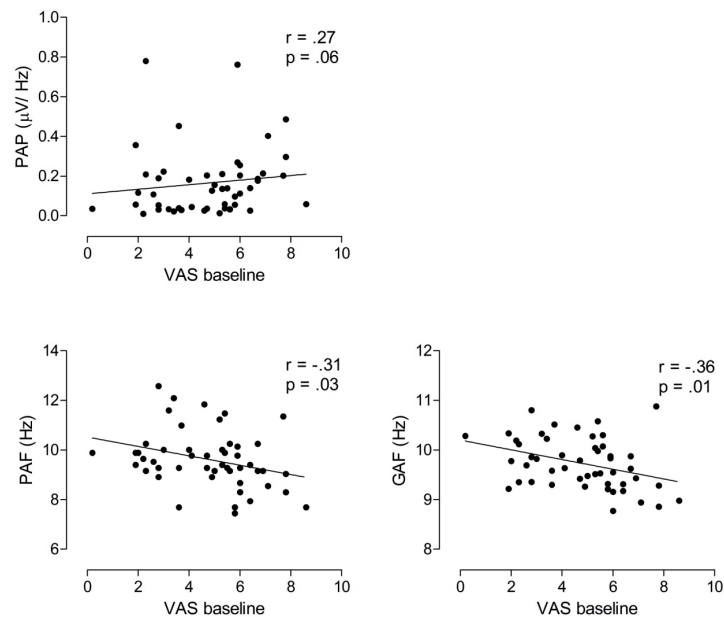 1.0
0.8
0.6
0.4
0.2
0.0
PAP (μV/ Hz)
r = .27
p = .06
0 2 4 6 8 10
VAS baseline
14
12
10
8
6
PAF (Hz)
r = -.31
p = .03
0 2 4 6 8 10
VAS baseline
12
11
10
9
8
GAF (Hz)
r = -.36
p = .01
0 2 4 6 8 10
VAS baseline